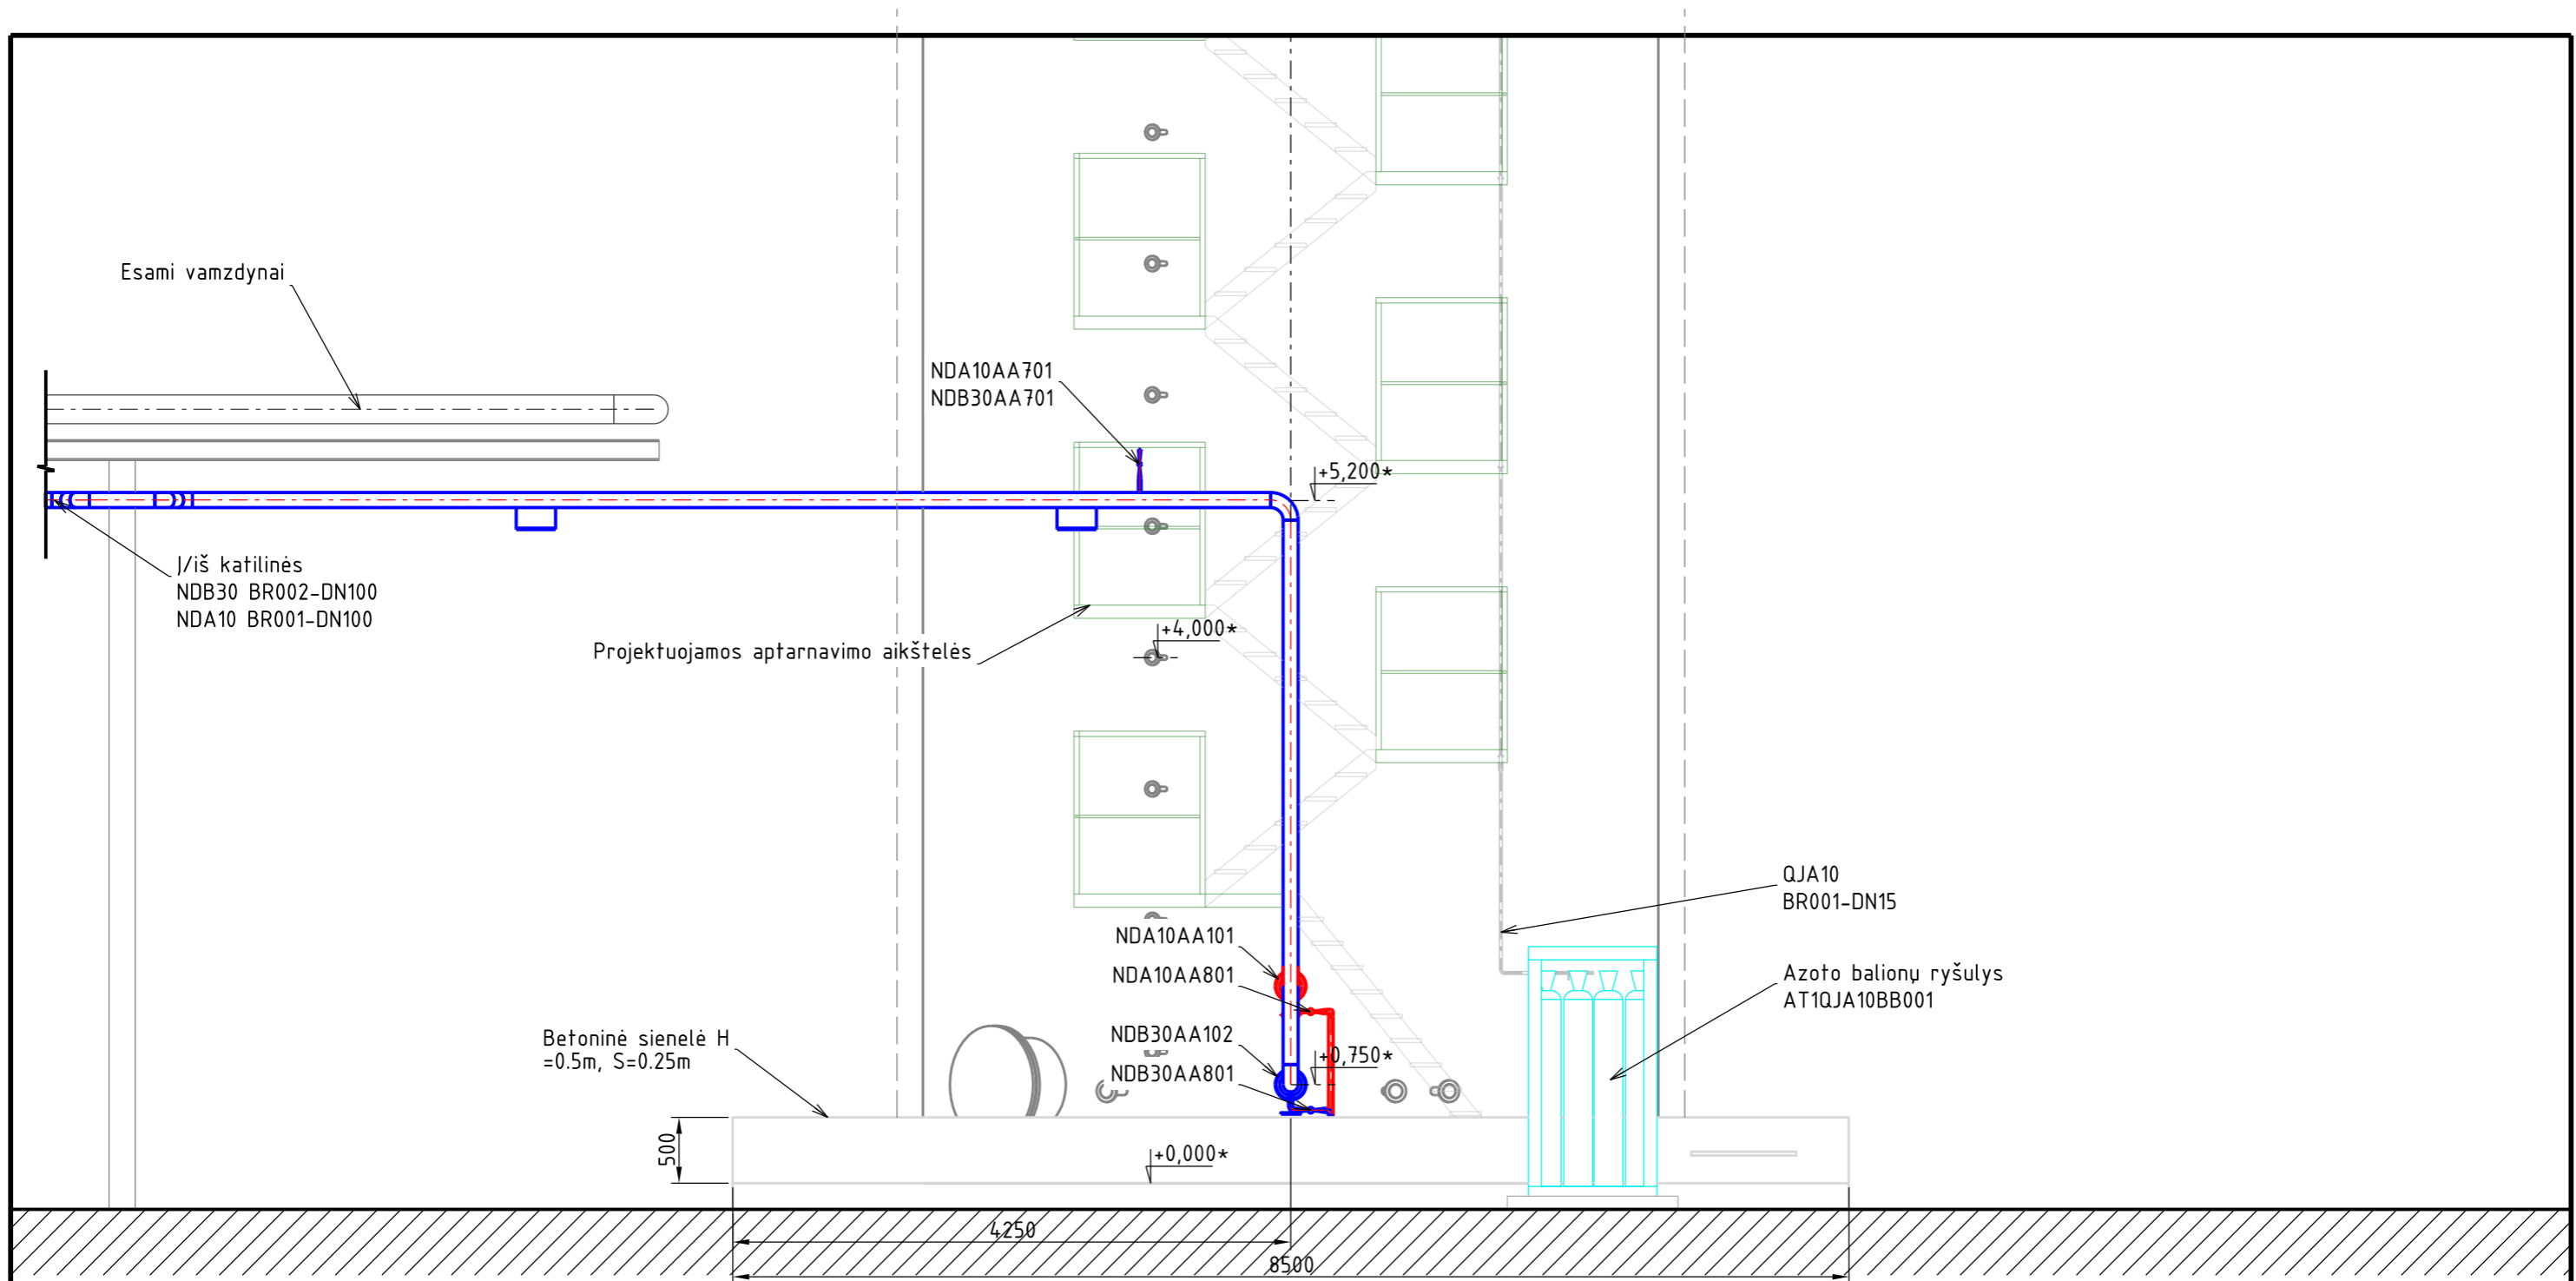 Esami vamzdynai
NDA10AA701
NDB30AA701
+5,200*
Į/iš katilinės
NDB30 BR002-DN100
NDA10 BR001-DN100
Projektuojamos aptarnavimo aikštelės
+4,000*
QJA10
BR001-DN15
NDA10AA101
NDA10AA801
Azoto balionų ryšulys
AT1QJA10BB001
Betoninė sienelė H
=0.5m, S=0.25m
NDB30AA102
+0,750*
NDB30AA801
500
+0,000*
4250
8500